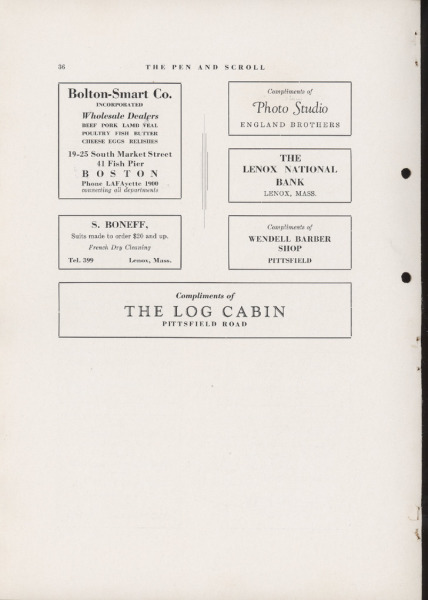 36
THE PEN AND SCROLL
Bolton-Smart Co.
INCORPORATED
Wholesale Dealers
BEEF PORK LAMB VEAL
POULTRY FISH BUTTER
CHEESE EGGS RELISHES
19-25 South Market Street
41 Fish Pier
BOSTON
Phone LAFAyette 1900
all departments
S. BONEFF,
Suits made to order $20 and up.
French Dry Cleaning
Tel. 399 Lenox, Mass.
Compliments of
Photo Studio
ENGLAND BROTHERS
THE
LENOX NATIONAL
BANK
LENOX, MASS.
Compliments of
WENDELL BARBER
SHOP
PITTSFIELD
Compliments of
THE LOG CABIN
PITTSFIELD ROAD